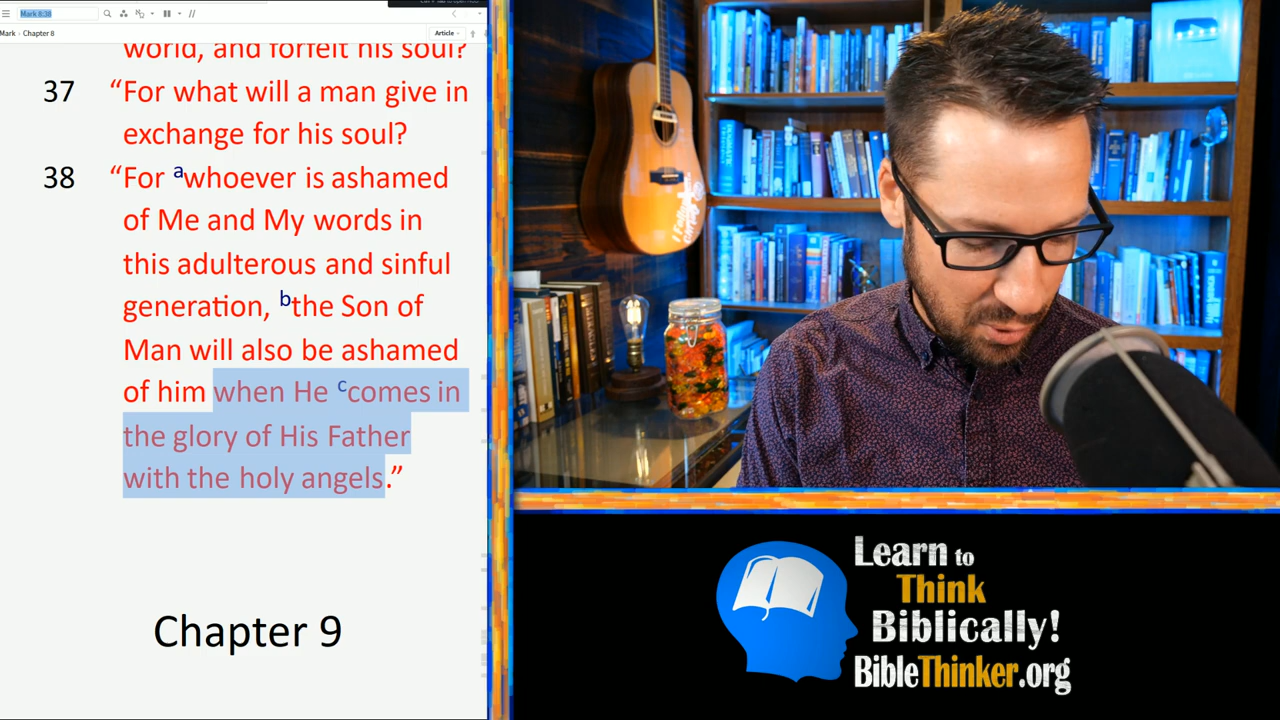 Mark 8:38
Mark › Chapter 8
Article
world, and forfeit his soul?
37 “For what will a man give in
exchange for his soul?
38 “For a whoever is ashamed
of Me and My words in
this adulterous and sinful
generation, b the Son of
Man will also be ashamed
of him when He c comes in
the glory of His Father
with the holy angels.”
Chapter 9
Learn to
Think
Biblically!
BibleThinker.org